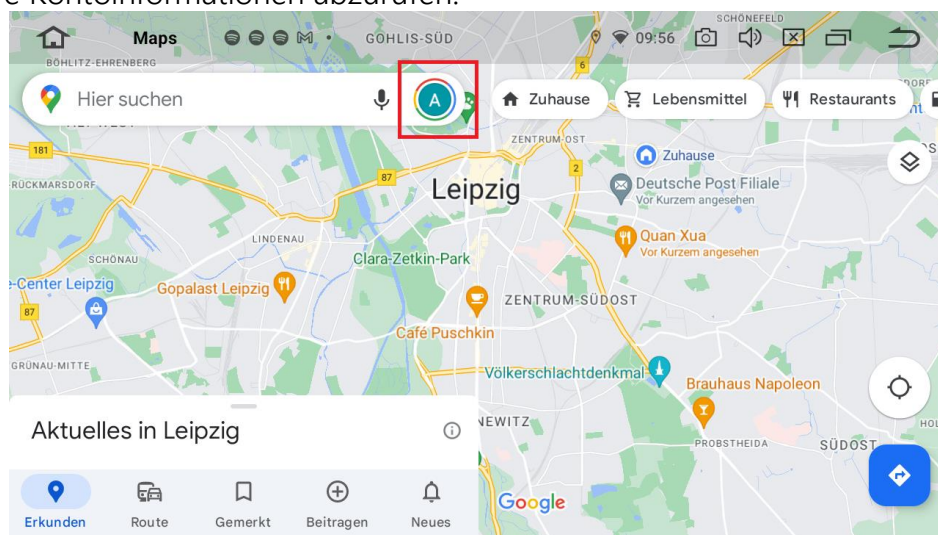 e Kontoinformationen abzurufen.
Maps
GOHLIS-SÜD
09:56
SCHÖNEFELD
BÖHLITZ-EHRENBERG
6
Hier suchen
A
Zuhause
Lebensmittel
Restaurants
181
ZENTRUM-OST
2
Zuhause
87
Leipzig
Deutsche Post Filiale
Vor Kurzem angesehen
RÜCKMARSDORF
LINDENAU
Quan Xua
Vor Kurzem angesehen
SCHÖNAU
Clara-Zetkin-Park
e-Center Leipzig
Gopalast Leipzig
ZENTRUM-SÜDOST
87
Café Puschkin
GRÜNAU-MITTE
Völkerschlachtdenkmal
Brauhaus Napoleon
Aktuelles in Leipzig
NEWITZ
PROBSTHEIDA
SÜDOST
HOL
Erkunden
Route
Gemerkt
Beitragen
Neues
Google